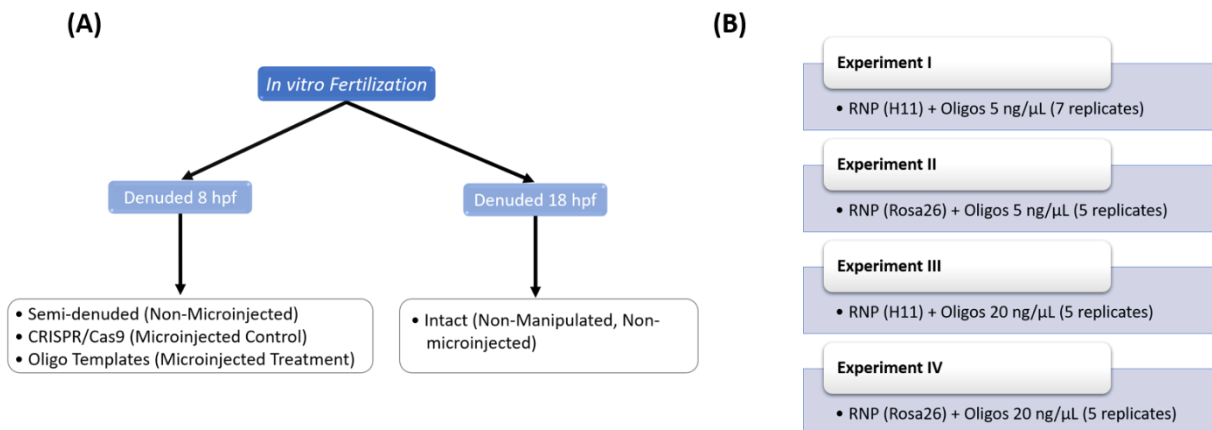 (A)
In vitro Fertilization
Denuded 8 hpf
Denuded 18 hpf
• Semi-denuded (Non-Microinjected)
• CRISPR/Cas9 (Microinjected Control)
• Oligo Templates (Microinjected Treatment)
• Intact (Non-Manipulated, Non-
microinjected)
(B)
Experiment I
• RNP (H11) + Oligos 5 ng/µL (7 replicates)
Experiment II
• RNP (Rosa26) + Oligos 5 ng/µL (5 replicates)
Experiment III
• RNP (H11) + Oligos 20 ng/µL (5 replicates)
Experiment IV
• RNP (Rosa26) + Oligos 20 ng/µL (5 replicates)